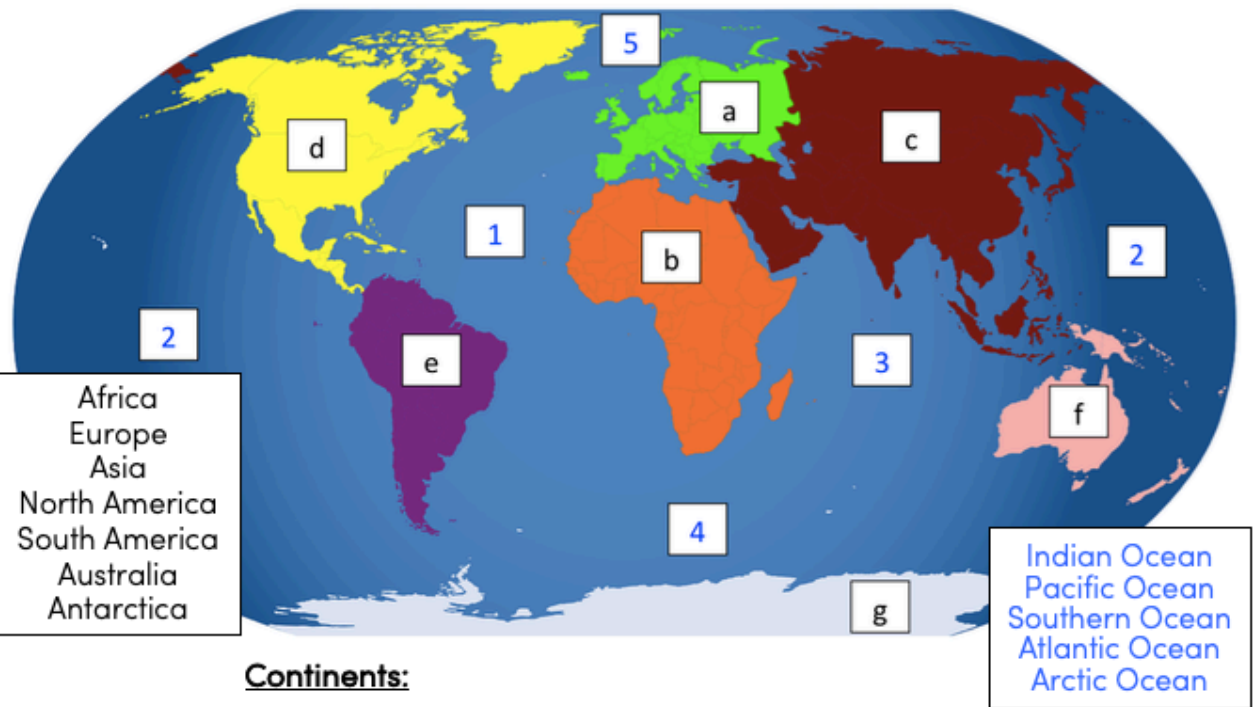 5
a
d
c
1
2
b
2
3
e
f
Africa
Europe
Asia
North America
South America
Australia
Antarctica
4
g
Indian Ocean
Pacific Ocean
Southern Ocean
Atlantic Ocean
Arctic Ocean
Continents: